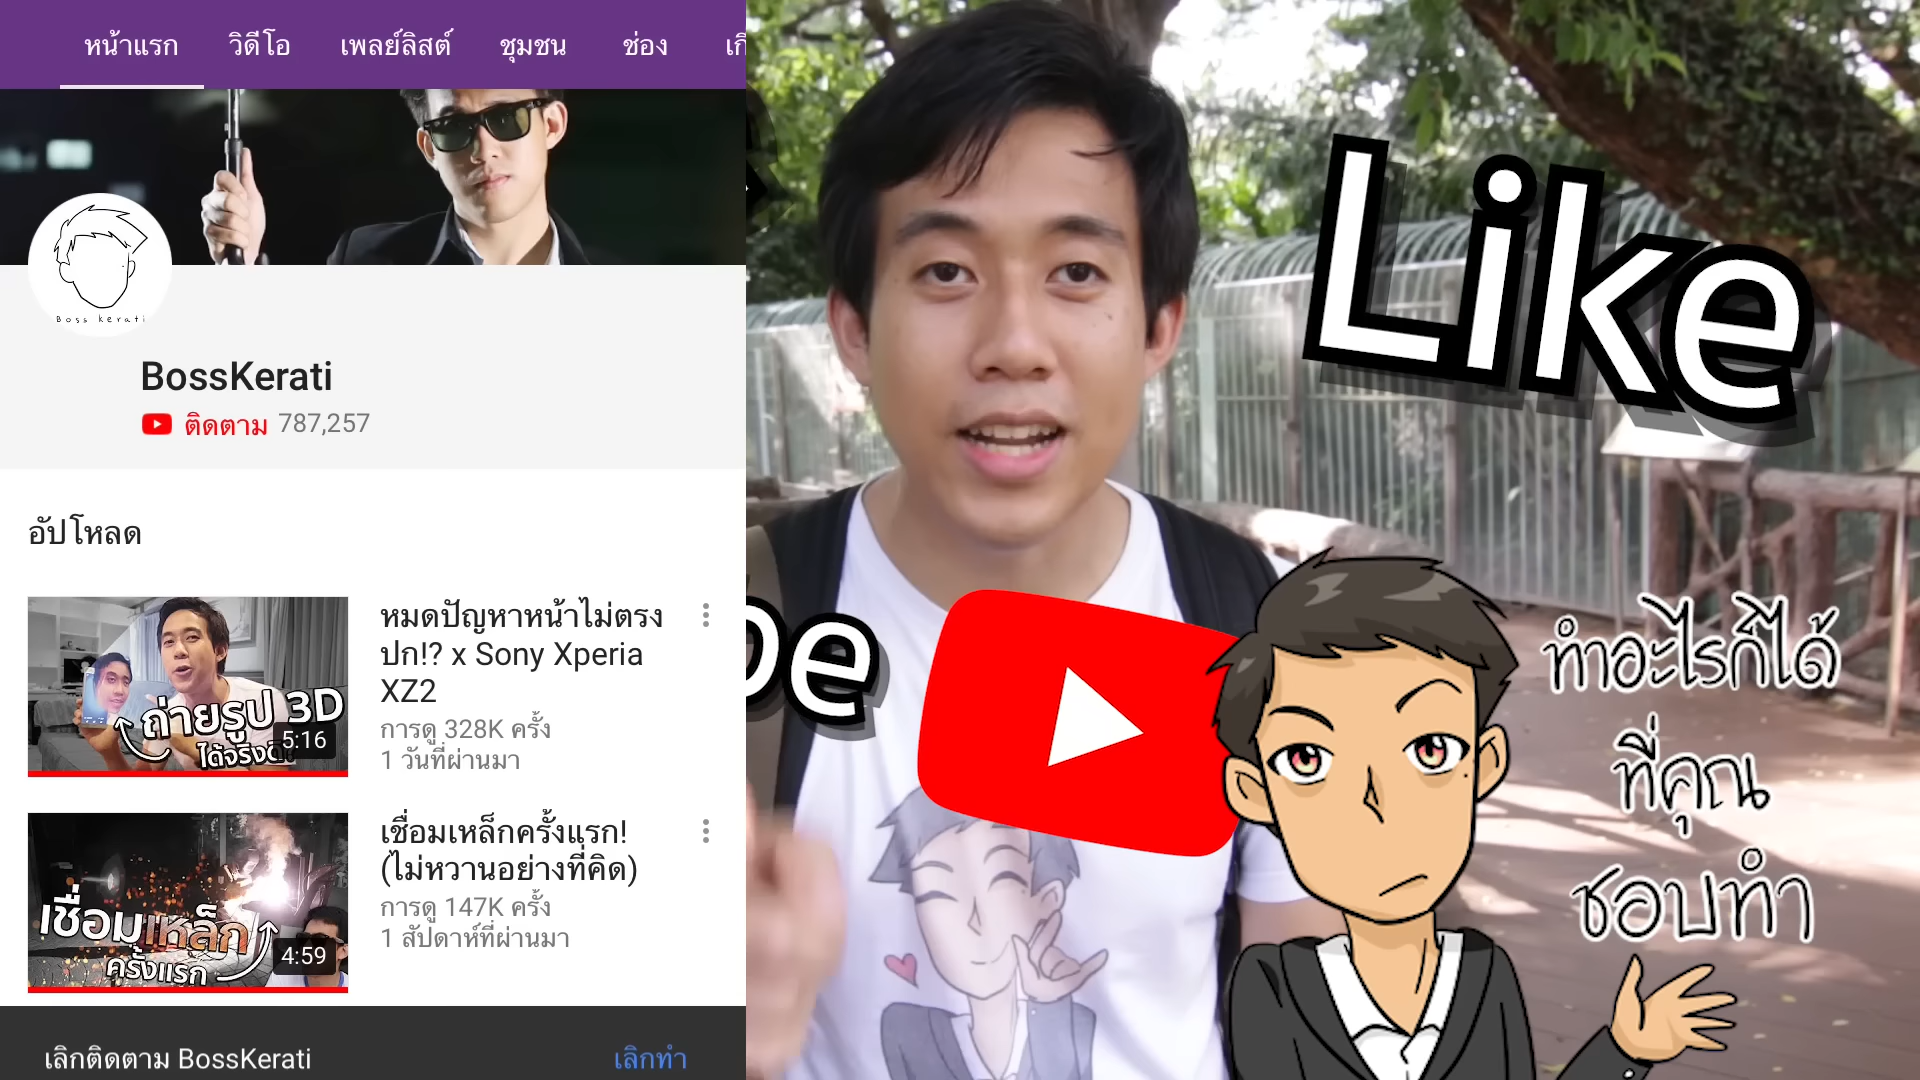 หน้าแรก วิดีโอ เพลย์ลิสต์ ชุมชน ช่อง
Boss kerati
BossKerati
ติดตาม 787,257
อัปโหลด
ถ่ายรูป 3D
5:16
หมดปัญหาหน้าไม่ตรง
ปก!? x Sony Xperia
XZ2
การดู 328K ครั้ง
1 วันที่ผ่านมา
เชื่อมเหล็ก
ครั้งแรก
4:59
เชื่อมเหล็กครั้งแรก!
(ไม่หวานอย่างที่คิด)
การดู 147K ครั้ง
1 สัปดาห์ที่ผ่านมา
เลิกติดตาม BossKerati เลิกทำ
Like
be
ทำอะไรก็ได้
ที่คุณ
ชอบทำ